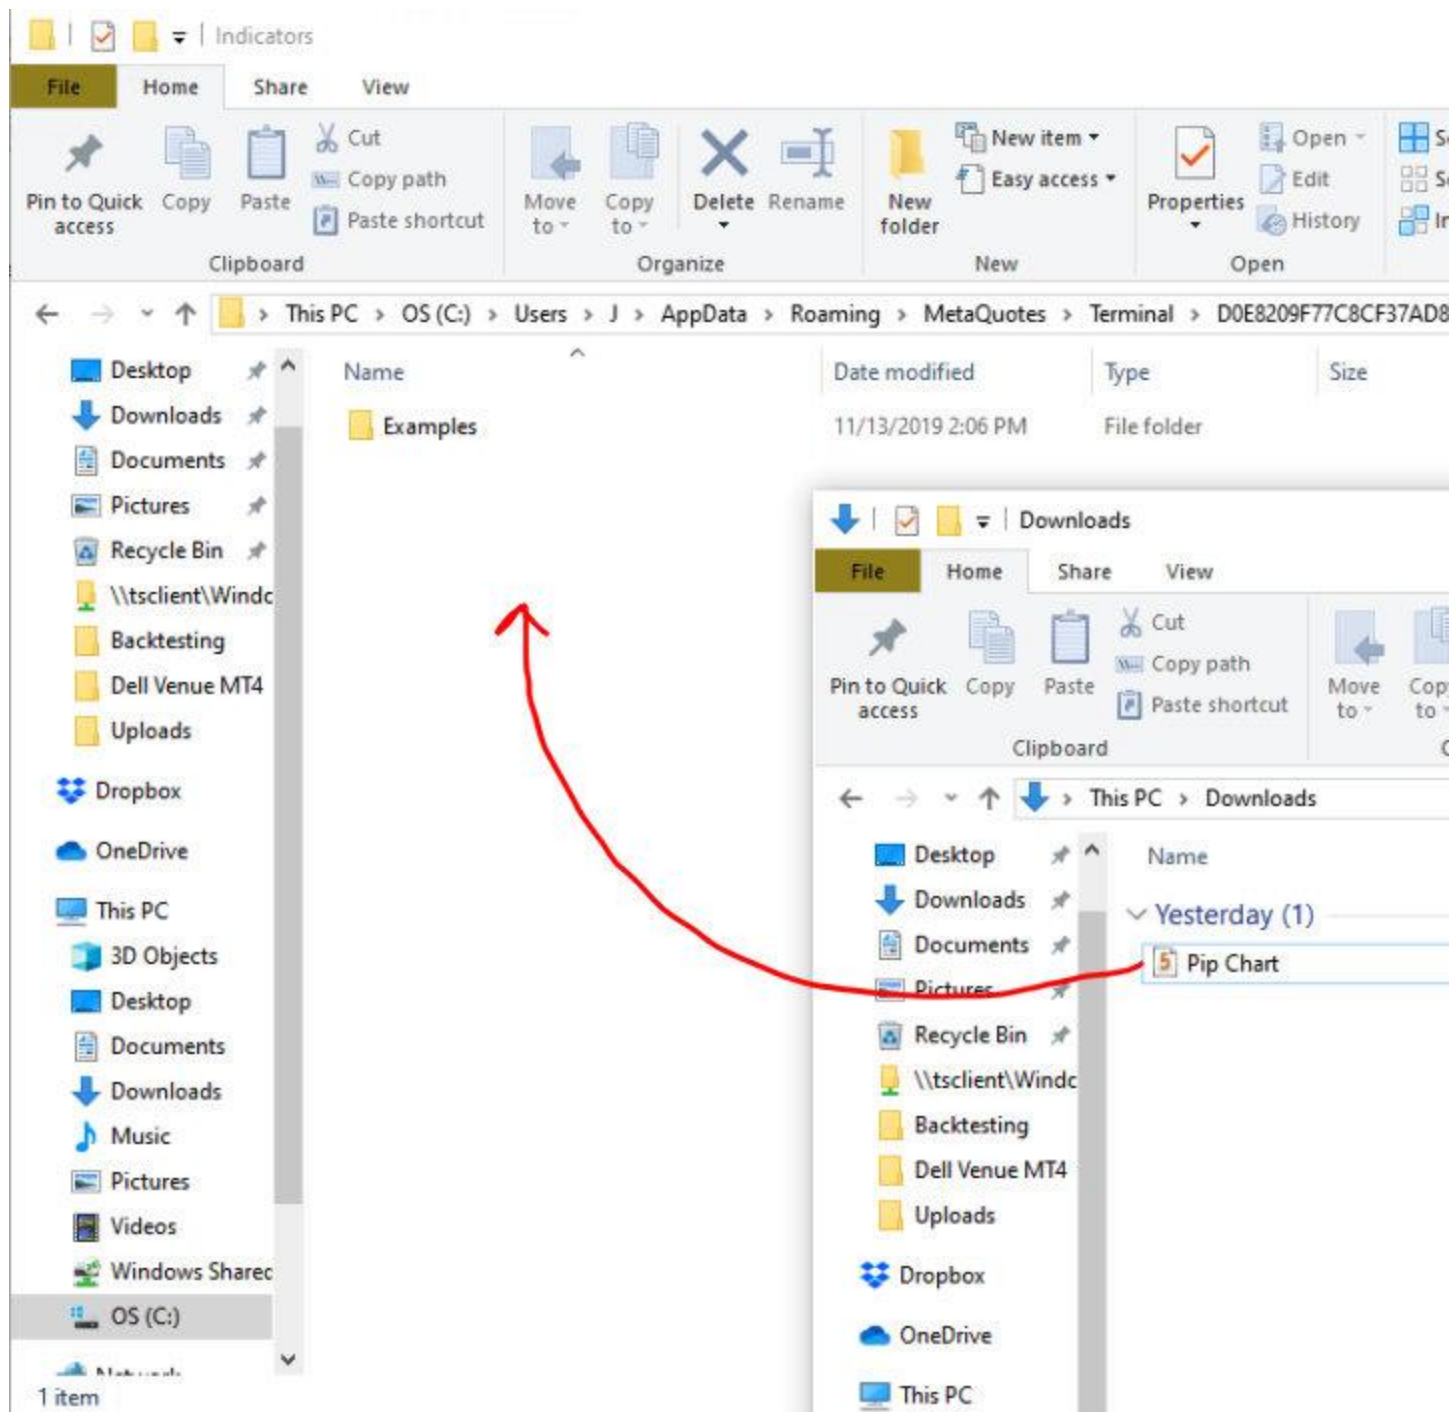 Indicators
File Home Share View
Pin to Quick access
Copy
Paste
Cut
Copy path
Paste shortcut
Move to
Copy to
Delete
Rename
New folder
New item
Easy access
Properties
Open
Edit
History
Clipboard Organize New Open
This PC > OS (C:) > Users > J > AppData > Roaming > MetaQuotes > Terminal > D0E8209F77C8CF37AD8
Name Date modified Type Size
Examples 11/13/2019 2:06 PM File folder
Desktop
Downloads
Documents
Pictures
Recycle Bin
\\tsclient\Windc
Backtesting
Dell Venue MT4
Uploads
Dropbox
OneDrive
This PC
3D Objects
Desktop
Documents
Downloads
Music
Pictures
Videos
Windows Shared
OS (C:)
Network
1 item
Downloads
File Home Share View
Pin to Quick access
Copy
Paste
Cut
Copy path
Paste shortcut
Move to
Copy to
Clipboard
This PC > Downloads
Name
Yesterday (1)
5 Pip Chart
Desktop
Downloads
Documents
Pictures
Recycle Bin
\\tsclient\Windc
Backtesting
Dell Venue MT4
Uploads
Dropbox
OneDrive
This PC